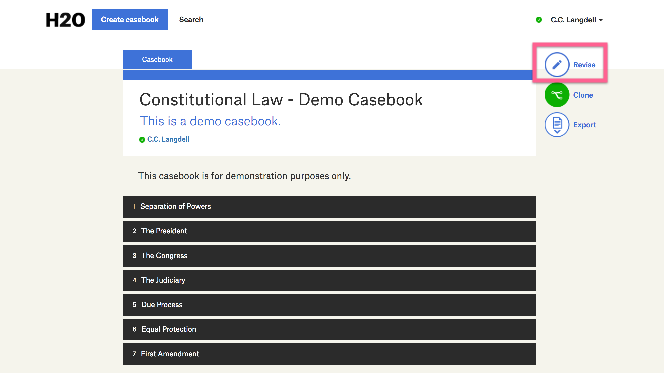 H2O Create casebook Search C.C. Langdell
Casebook
Revise
Constitutional Law - Demo Casebook
Clone
This is a demo casebook.
Export
C.C. Langdell
This casebook is for demonstration purposes only.
1 Separation of Powers
2 The President
3 The Congress
4 The Judiciary
5 Due Process
6 Equal Protection
7 First Amendment